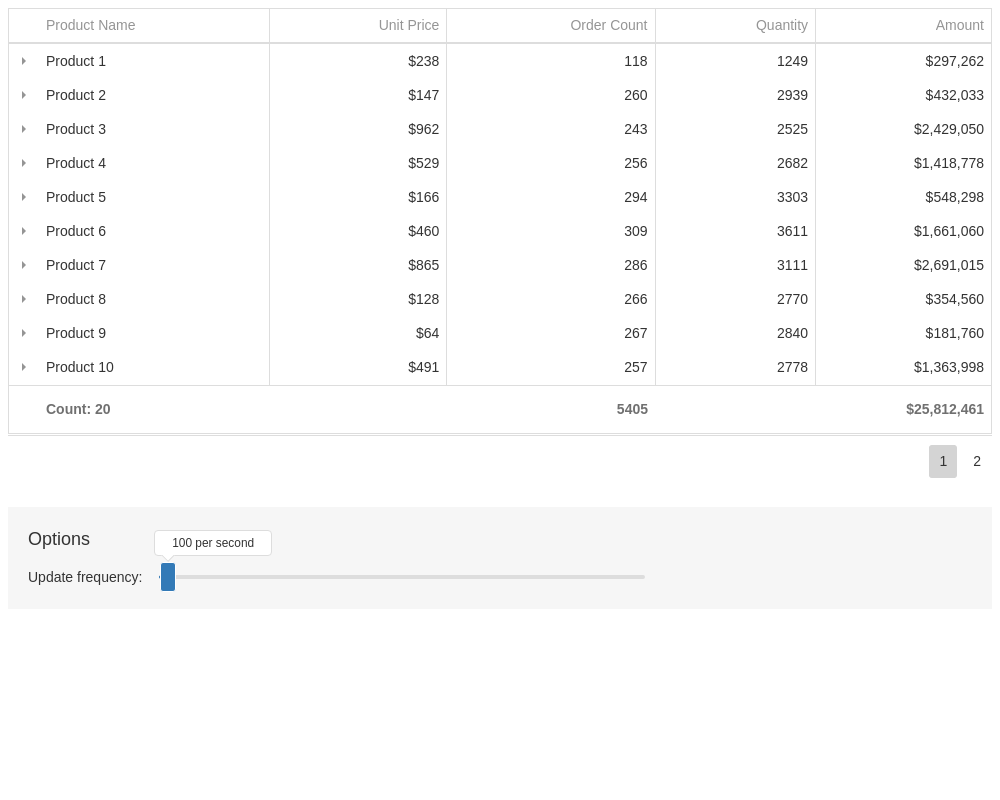 Product Name Unit Price Order Count Quantity Amount
Product 1 $238 118 1249 $297,262
Product 2 $147 260 2939 $432,033
Product 3 $962 243 2525 $2,429,050
Product 4 $529 256 2682 $1,418,778
Product 5 $166 294 3303 $548,298
Product 6 $460 309 3611 $1,661,060
Product 7 $865 286 3111 $2,691,015
Product 8 $128 266 2770 $354,560
Product 9 $64 267 2840 $181,760
Product 10 $491 257 2778 $1,363,998
Count: 20 5405 $25,812,461
1 2
Options
100 per second
Update frequency: